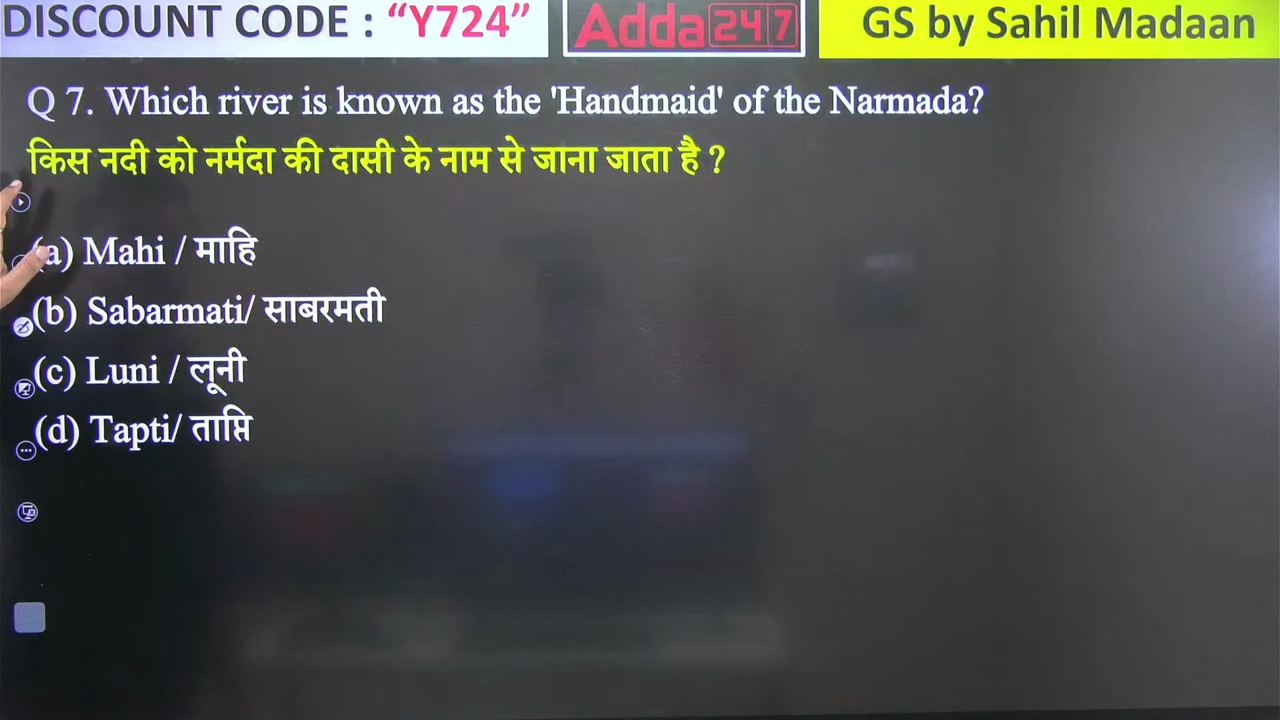 DISCOUNT CODE : “Y724” Adda247 GS by Sahil Madaan
Q 7. Which river is known as the 'Handmaid' of the Narmada?
किस नदी को नर्मदा की दासी के नाम से जाना जाता है ?
(a) Mahi / माहि
(b) Sabarmati/ साबरमती
(c) Luni / लूनी
(d) Tapti/ ताप्ति